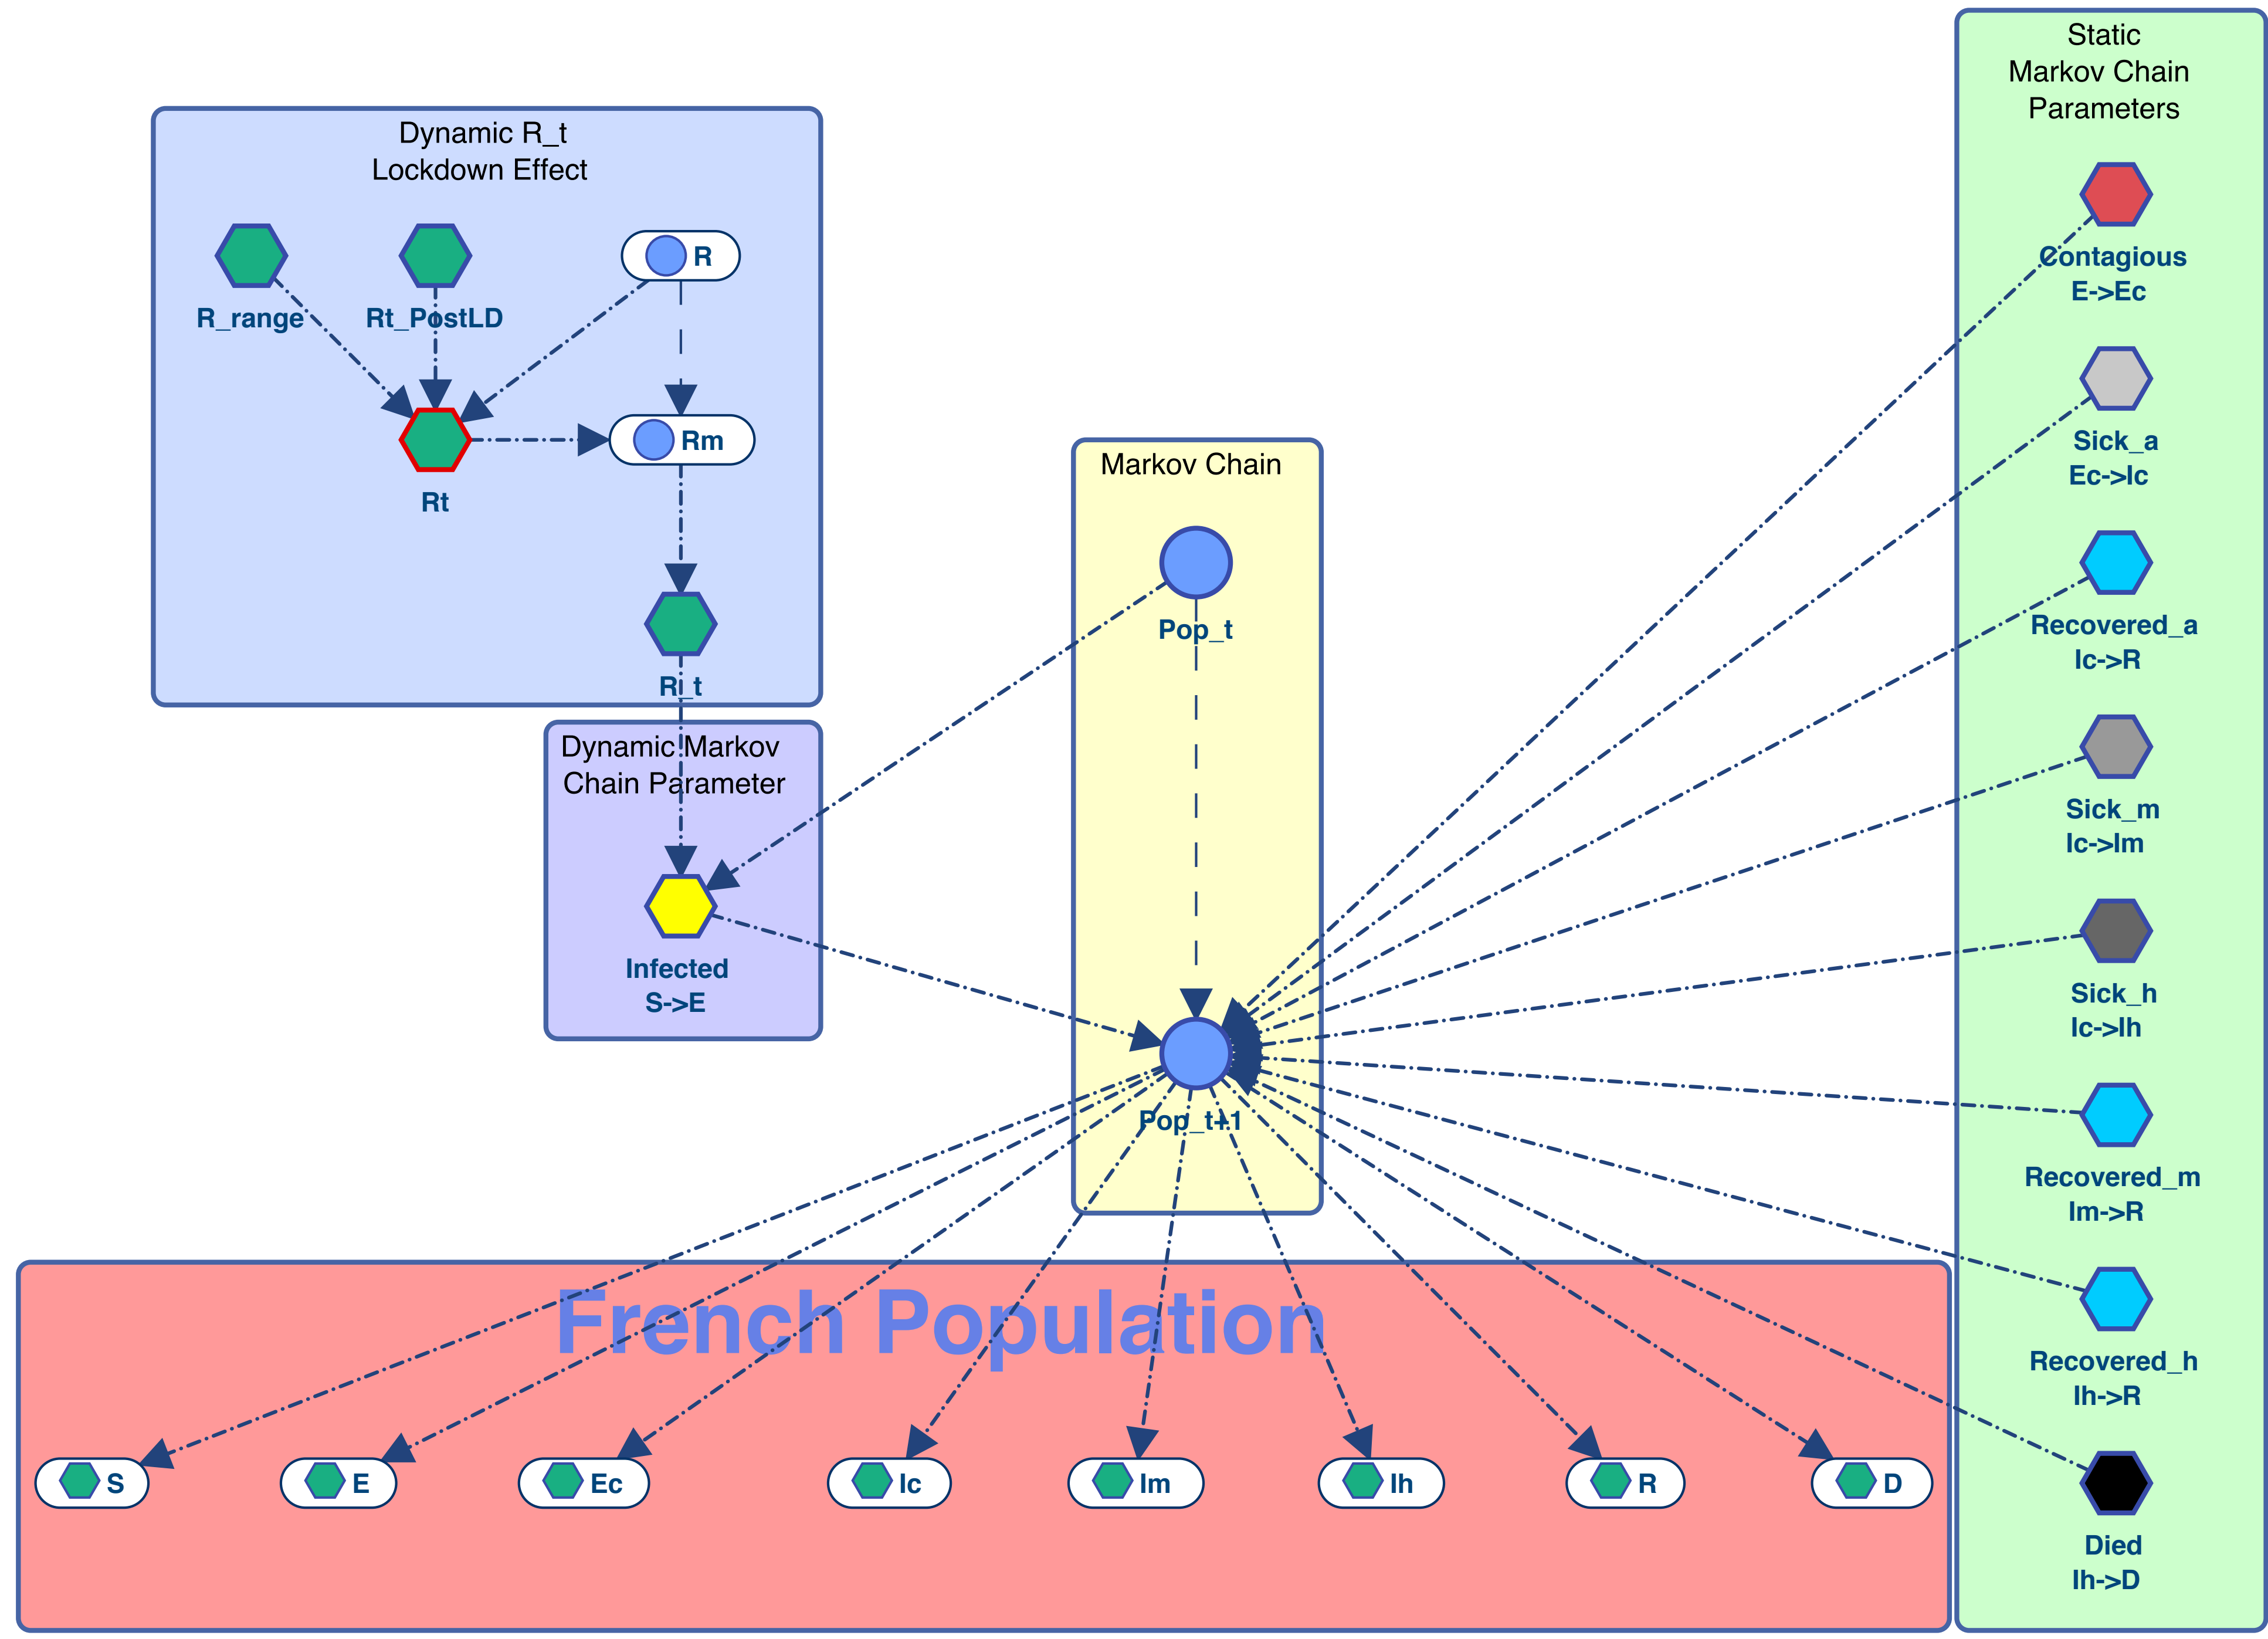 Static
Markov Chain
Parameters
Dynamic R_t
Lockdown Effect
R_range
Rt_PostLD
R
Rt
Rm
R_t
Dynamic Markov
Chain Parameter
Infected
S->E
Markov Chain
Pop_t
Pop_t+1
Contagious
E->Ec
Sick_a
Ec->Ic
Recovered_a
Ic->R
Sick_m
Ic->Im
Sick_h
Ic->Ih
Recovered_m
Im->R
Recovered_h
Ih->R
Died
Ih->D
French Population
S
E
Ec
Ic
Im
Ih
R
D